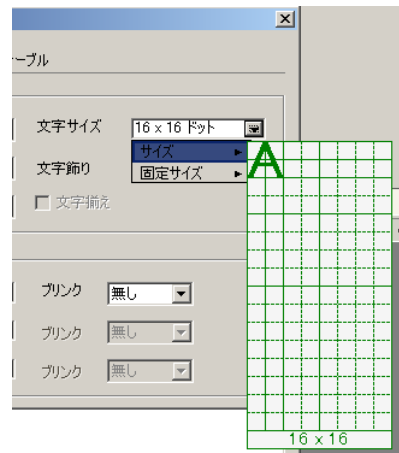 ーブル
文字サイズ 16 x 16 ドット
サイズ
文字飾り
固定サイズ
A
文字揃え
ブリンク 無し
ブリンク 無し
ブリンク 無し
16 x 16